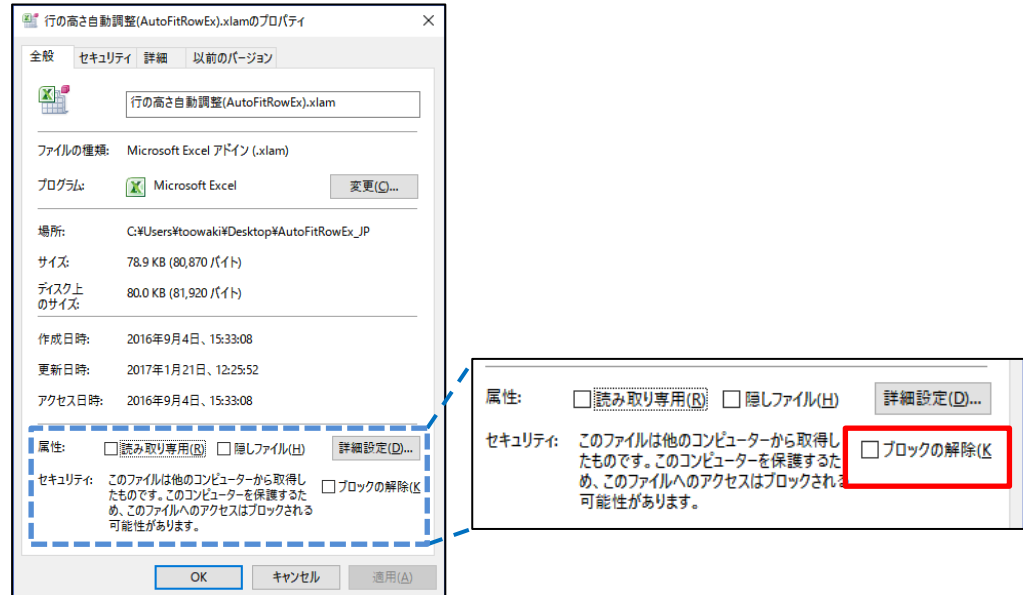 行の高さ自動調整(AutoFitRowEx).xlamのプロパティ
全般 セキュリティ 詳細 以前のバージョン
行の高さ自動調整(AutoFitRowEx).xlam
ファイルの種類: Microsoft Excel アドイン (.xlam)
プログラム: Microsoft Excel 変更(C)...
場所: C:¥Users¥toowaki¥Desktop¥AutoFitRowEx_JP
サイズ: 78.9 KB (80,870 バイト)
ディスク上
のサイズ: 80.0 KB (81,920 バイト)
作成日時: 2016年9月4日、15:33:08
更新日時: 2017年1月21日、12:25:52
アクセス日時: 2016年9月4日、15:33:08
属性: 読み取り専用(R) 隠しファイル(H) 詳細設定(D)...
セキュリティ: このファイルは他のコンピューターから取得し
たものです。このコンピューターを保護するた
め、このファイルへのアクセスはブロックされる
可能性があります。
ブロックの解除(K
OK キャンセル 適用(A)
属性: 読み取り専用(R) 隠しファイル(H) 詳細設定(D)...
セキュリティ: このファイルは他のコンピューターから取得し
たものです。このコンピューターを保護するた
め、このファイルへのアクセスはブロックされる
可能性があります。
ブロックの解除(K